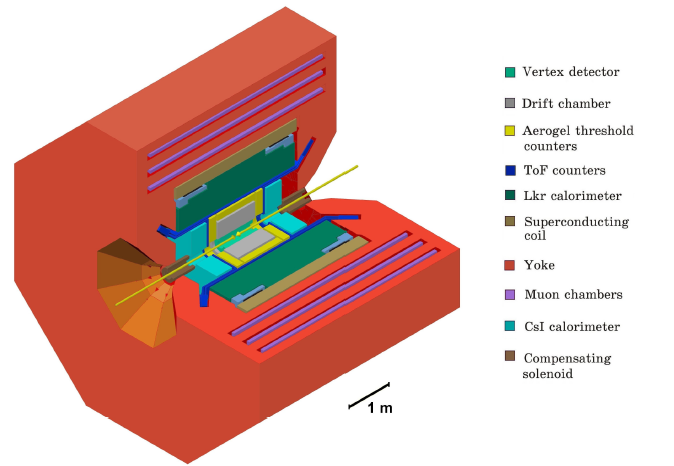 Vertex detector
Drift chamber
Aerogel threshold
counters
ToF counters
Lkr calorimeter
Superconducting
coil
Yoke
Muon chambers
CsI calorimeter
Compensating
solenoid
1 m